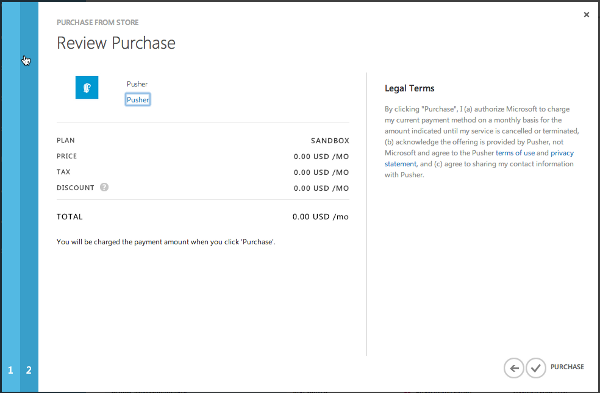 PURCHASE FROM STORE
Review Purchase
Pusher
Pusher
PLAN SANDBOX
PRICE 0.00 USD /MO
TAX 0.00 USD /MO
DISCOUNT ? 0.00 USD /MO
TOTAL 0.00 USD /mo
You will be charged the payment amount when you click 'Purchase'.
Legal Terms
By clicking "Purchase", I (a) authorize Microsoft to charge
my current payment method on a monthly basis for the
amount indicated until my service is cancelled or terminated,
(b) acknowledge the offering is provided by Pusher, not
Microsoft and agree to the Pusher terms of use and privacy
statement, and (c) agree to sharing my contact information
with Pusher.
1 2
PURCHASE